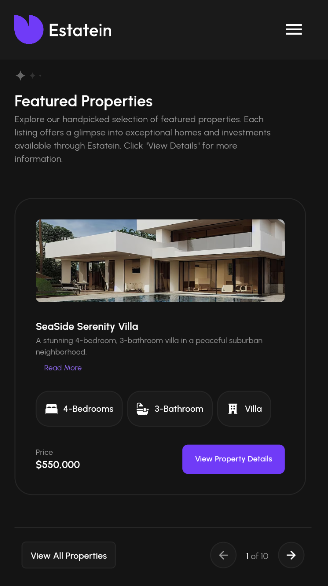 Estatein
Featured Properties
Explore our handpicked selection of featured properties. Each
listing offers a glimpse into exceptional homes and investments
available through Estatein. Click "View Details" for more
information.
SeaSide Serenity Villa
A stunning 4-bedroom, 3-bathroom villa in a peaceful suburban
neighborhood.
Read More
4-Bedrooms
3-Bathroom
Villa
Price
$550,000
View Property Details
View All Properties
1 of 10